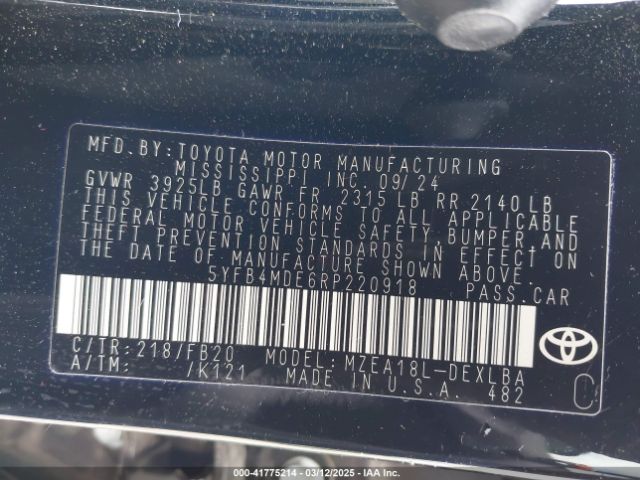 MFD. BY: TOYOTA MOTOR MANUFACTURING
MISSISSIPPI INC. 09/24
GVWR 3925LB GAWR FR 2315 LB RR 2140 LB
THIS VEHICLE CONFORMS TO ALL APPLICABLE
FEDERAL MOTOR VEHICLE SAFETY, BUMPER, AND
THEFT PREVENTION STANDARDS IN EFFECT ON
THE DATE OF MANUFACTURE SHOWN ABOVE.
5YFB4MDE6RP220918 PASS. CAR
C/TR: 218/FB20 MODEL: MZEA18L-DEXLBA
A/TM: /K121 MADE IN U.S.A. 482
C
000-41775214 - 03/12/2025 - IAA Inc.